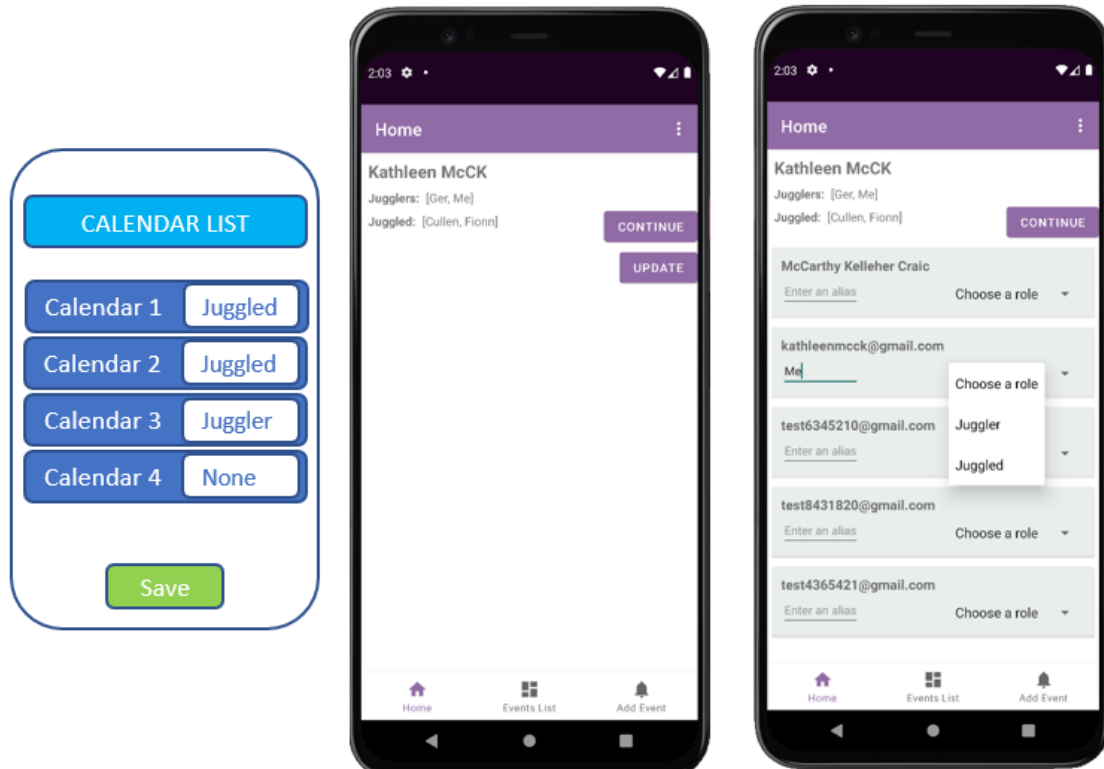 CALENDAR LIST
Calendar 1 Juggled
Calendar 2 Juggled
Calendar 3 Juggler
Calendar 4 None
Save
2:03
Home
Kathleen McCK
Jugglers: [Ger, Me]
Juggled: [Cullen, Fionn]
CONTINUE
UPDATE
Home Events List Add Event
2:03
Home
Kathleen McCK
Jugglers: [Ger, Me]
Juggled: [Cullen, Fionn]
CONTINUE
McCarthy Kelleher Craic
Enter an alias Choose a role
kathleenmcck@gmail.com
Me
Choose a role
Juggler
Juggled
test6345210@gmail.com
Enter an alias
test8431820@gmail.com
Enter an alias Choose a role
test4365421@gmail.com
Enter an alias Choose a role
Home Events List Add Event